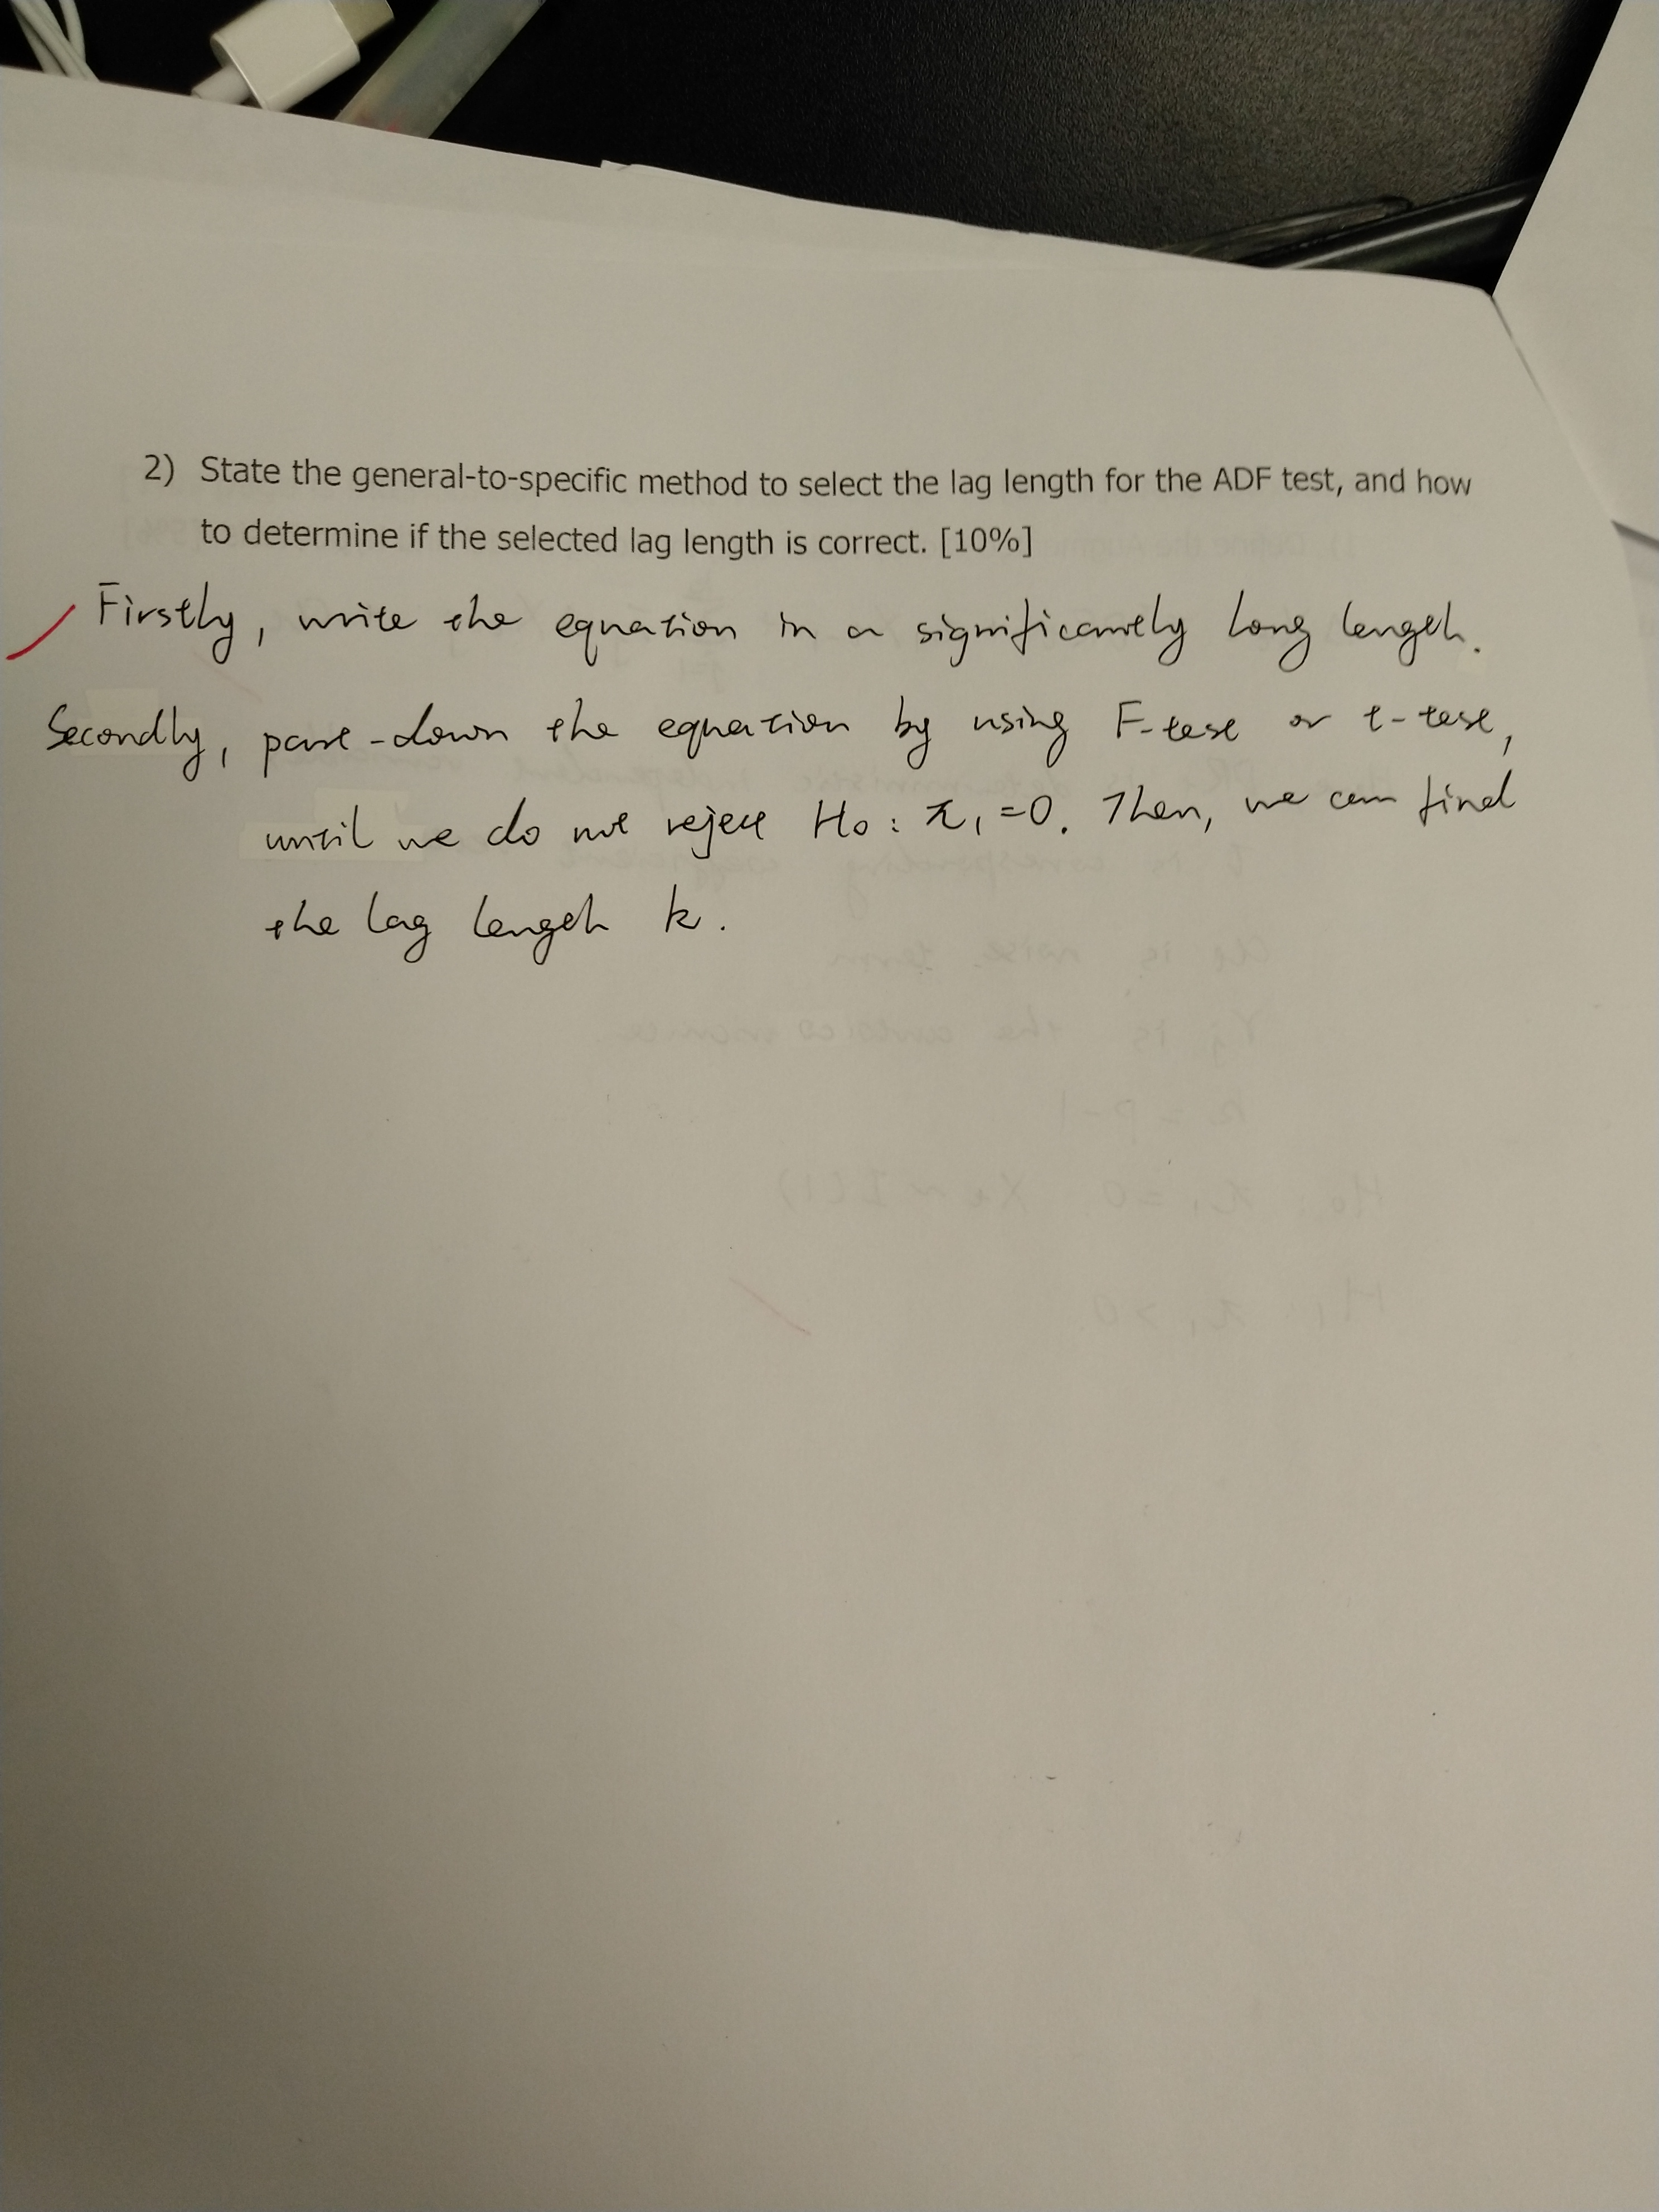 2) State the general-to-specific method to select the lag length for the ADF test, and how
to determine if the selected lag length is correct. [10%]
Firstly, write the equation in a significantly long length.
Secondly, pare-down the equation by using F-test or t-test,
until we do not reject H₀: π₁=0. Then, we can find
the lag length k.